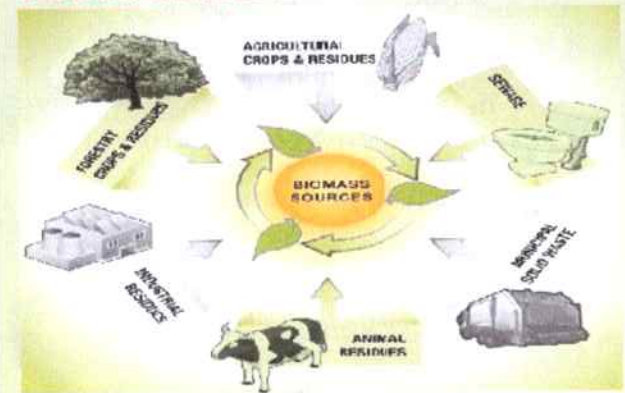 AGRICULTURAL
CROPS & RESIDUES
SEWAGE
FORESTRY
CROPS & RESIDUES
BIOMASS
SOURCES
INDUSTRIAL
RESIDUES
MUNICIPAL
SOLID WASTE
ANIMAL
RESIDUES